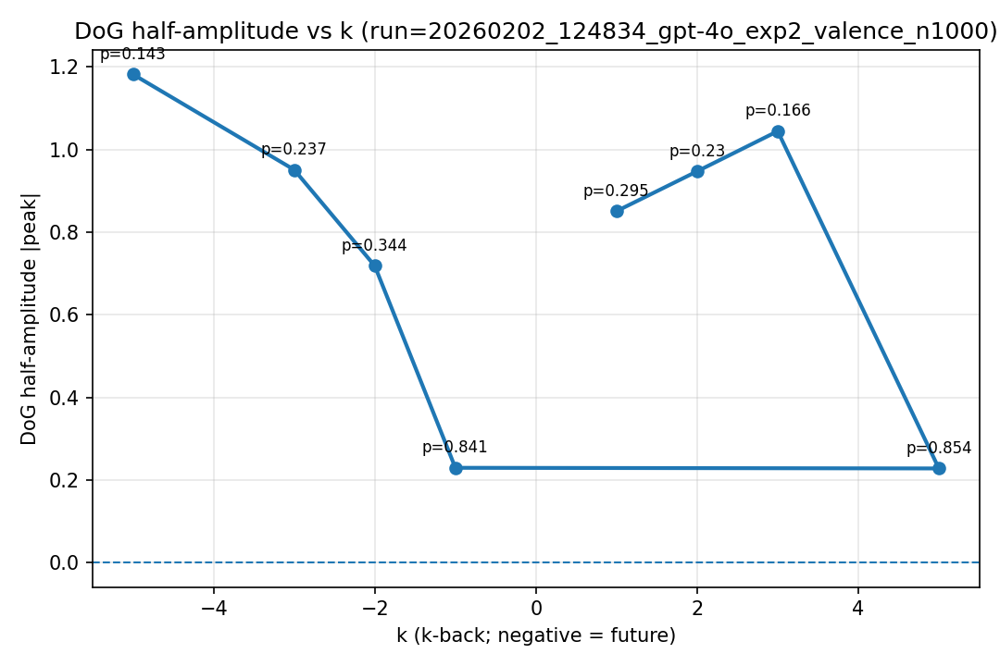 DoG half-amplitude vs k (run=20260202_124834_gpt-4o_exp2_valence_n1000)
p=0.143
p=0.237
p=0.344
p=0.841
p=0.295
p=0.23
p=0.166
p=0.854
DoG half-amplitude |peak|
1.2
1.0
0.8
0.6
0.4
0.2
0.0
−4
−2
0
2
4
k (k-back; negative = future)